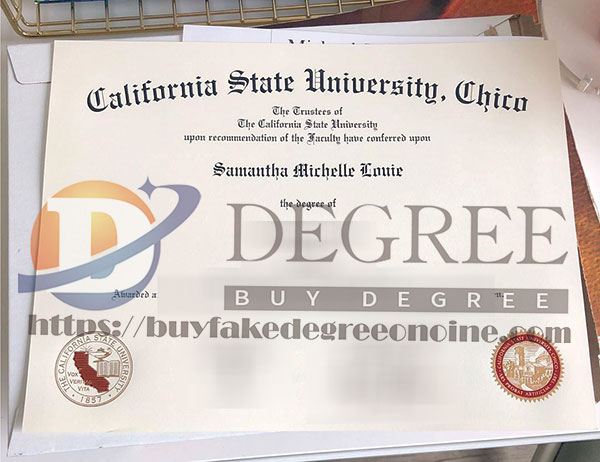 California State University, Chico
The Trustees of
The California State University
upon recommendation of the Faculty have conferred upon
Samantha Michelle Louie
the degree of
D DEGREE
Awarded a
BUY DEGREE
https://buyfakedegreeonoine.com
THE CALIFORNIA STATE UNIVERSITY
VOX
VERITAS
VITA
1857